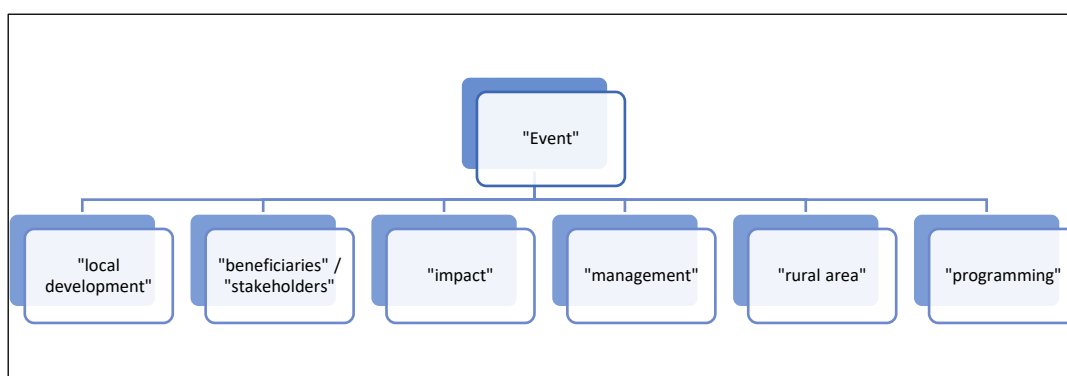 "Event"
"local
development"
"beneficiaries" /
"stakeholders"
"impact"
"management"
"rural area"
"programming"